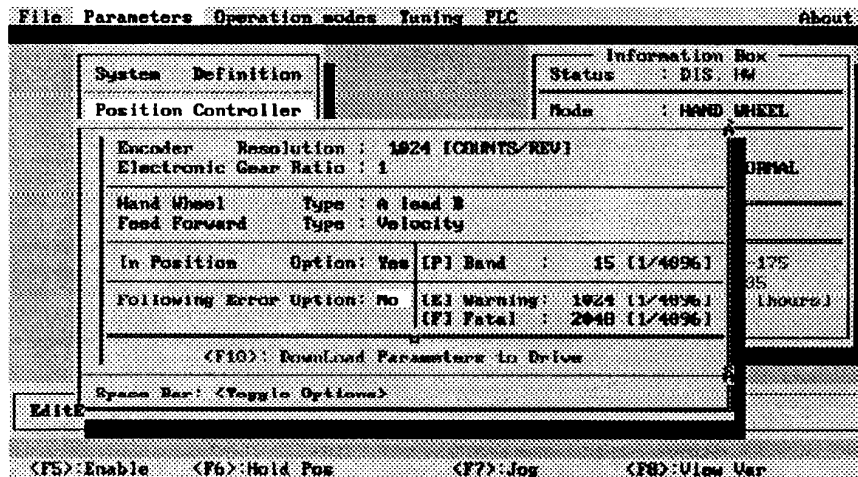 File Parameters Operation modes Tuning PLC About
Information Box
System Definition
Status : DIS. HW
Position Controller
Mode : HAND WHEEL
Encoder Resolution : 1024 [COUNTS/REV]
Electronic Gear Ratio : 1
Hand Wheel Type : A lead B
Feed Forward Type : Velocity
In Position Option: Yes [P] Band : 15 [1/4096]
Following Error Option: No [E] Warning: 1024 [1/4096]
[F] Fatal : 2048 [1/4096]
[hours]
<F10>: Download Parameters to Drive
Space Bar: <Toggle Options>
<F5>:Enable <F6>:Hold Pos <F7>:Jog <F8>:View Var